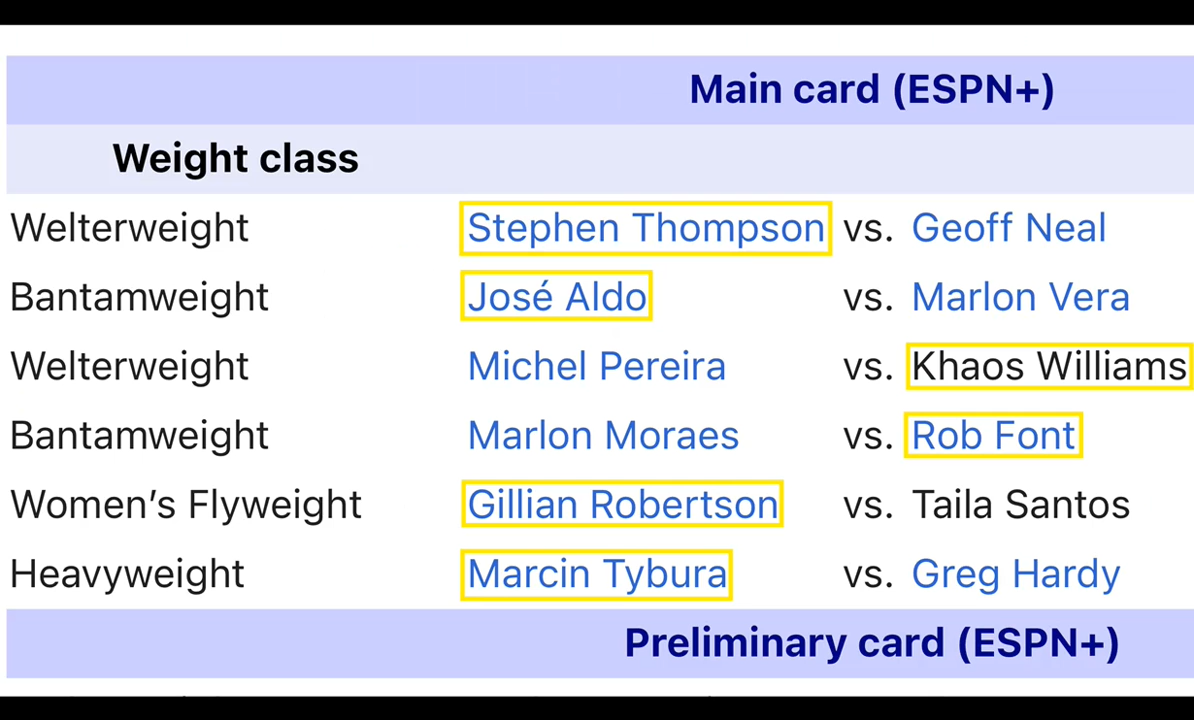 Main card (ESPN+)
Weight class
Welterweight Stephen Thompson vs. Geoff Neal
Bantamweight José Aldo vs. Marlon Vera
Welterweight Michel Pereira vs. Khaos Williams
Bantamweight Marlon Moraes vs. Rob Font
Women’s Flyweight Gillian Robertson vs. Taila Santos
Heavyweight Marcin Tybura vs. Greg Hardy
Preliminary card (ESPN+)